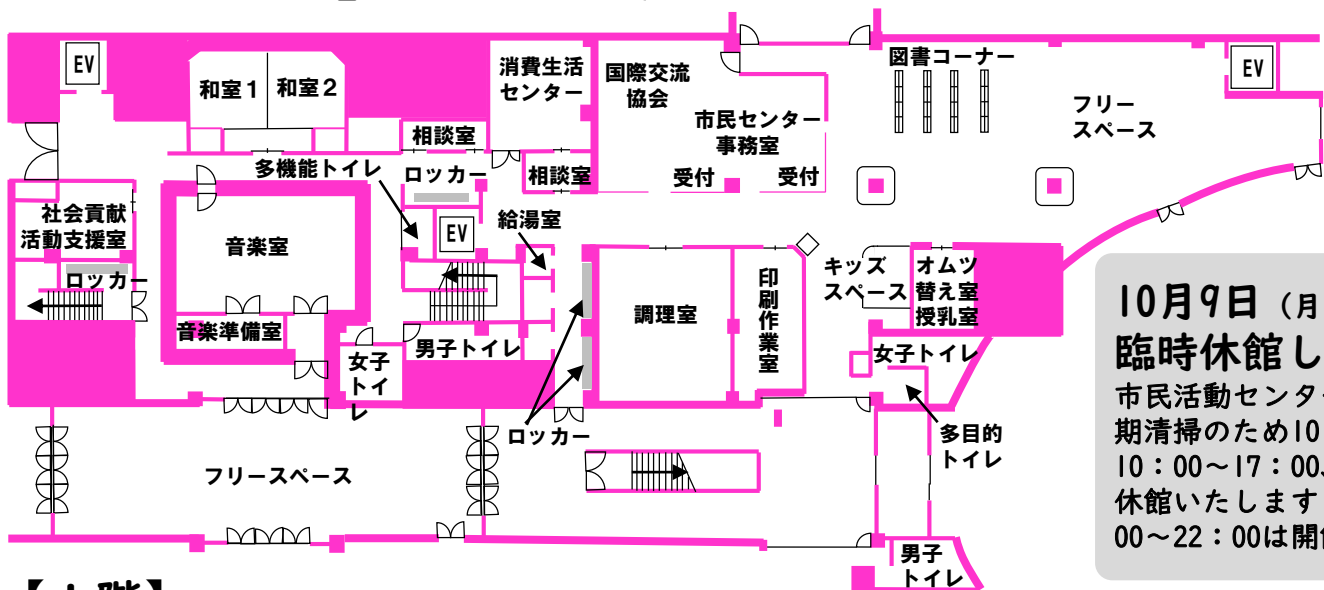 EV
和室1
和室2
消費生活
センター
国際交流
協会
市民センター
事務室
図書コーナー
フリー
スペース
EV
相談室
多機能トイレ
ロッカー
相談室
受付
受付
社会貢献
活動支援室
音楽室
EV
給湯室
ロッカー
キッズ
スペース
オムツ
替え室
授乳室
調理室
印刷作業室
音楽準備室
男子トイレ
女子
トイ
レ
女子トイレ
ロッカー
多目的
トイレ
フリースペース
男子
トイレ
10月9日（月
臨時休館し
市民活動センタ
期清掃のため10
10：00～17：00
休館いたします
00～22：00は開